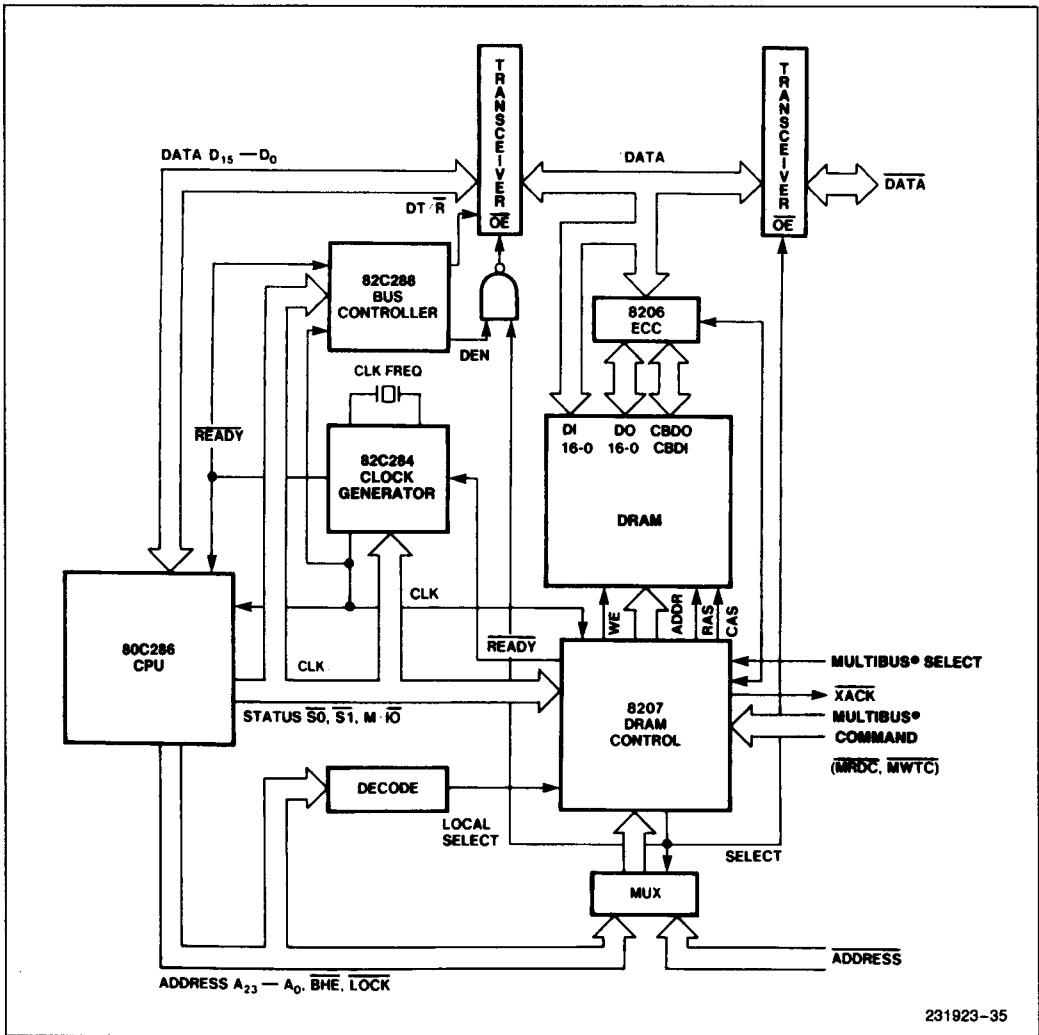 TRANSCEIVER
OE
TRANSCEIVER
OE
DATA D15 — D0
DATA
DATA
DT/R
82C288
BUS
CONTROLLER
DEN
8206
ECC
CLK FREQ
READY
82C284
CLOCK
GENERATOR
DI
16-0
DO
16-0
CBDO
CBDI
DRAM
CLK
WE
ADDR
RAS
CAS
80C286
CPU
READY
CLK
MULTIBUS® SELECT
XACK
MULTIBUS®
COMMAND
(MRDC, MWTC)
STATUS S0, S1, M·IO
8207
DRAM
CONTROL
DECODE
LOCAL
SELECT
SELECT
MUX
ADDRESS
ADDRESS A23 — A0, BHE, LOCK
231923-35